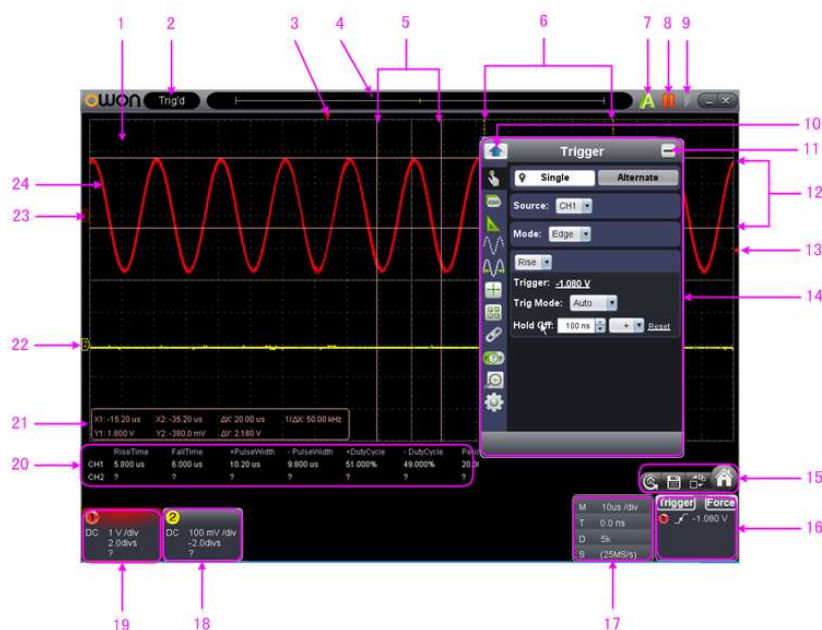 1 2 3 4 5 6 7 8 9
OWON Trig'd
10
Trigger
11
Single Alternate
12
24
Source: CH1
23
Mode: Edge
13
Rise
Trigger: -1.080 V
14
Trig Mode: Auto
Hold Off: 100 ns + Reset
22
21
X1: -15.20 us X2: -35.20 us ΔX: 20.00 us 1/ΔX: 50.00 kHz
Y1: 1.800 V Y2: -380.0 mV ΔY: 2.180 V
20
RiseTime FallTime +PulseWidth - PulseWidth +DutyCycle - DutyCycle
CH1 5.800 us 6.000 us 10.20 us 9.800 us 51.000% 49.000% 20.0
CH2 ? ? ? ? ? ?
15
1
DC 1 V /div
2.0divs
?
2
DC 100 mV /div
-2.0divs
?
M 10us /div
T 0.0 ns
D 5k
S (25MS/s)
Trigger Force
-1.080 V
16
19 18 17